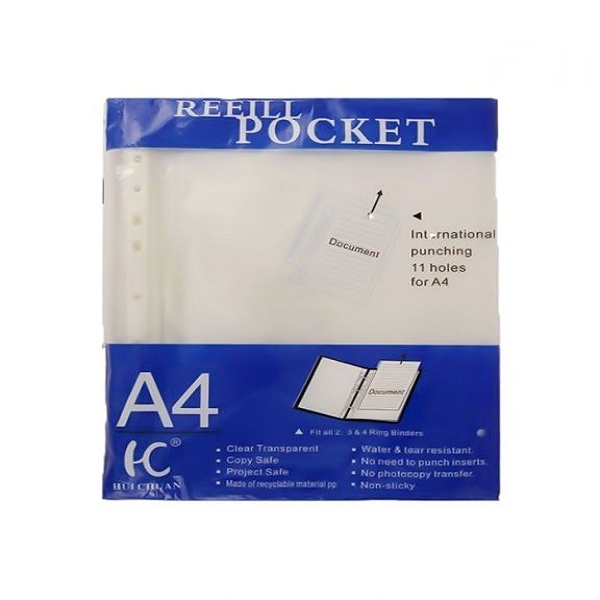 REFILL
POCKET
Document
International
punching
11 holes
for A4
A4
Document
Fit all 2, 3 & 4 Ring Binders
HC®
HUI CHUAN
Clear Transparent
Copy Safe
Project Safe
Made of recyclable material pp
Water & tear resistant.
No need to punch inserts.
No photocopy transfer.
Non-sticky